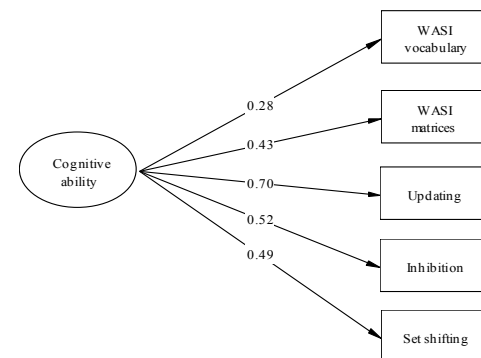 WASI
vocabulary
0.28
WASI
matrices
0.43
Cognitive
ability
0.70
Updating
0.52
0.49
Inhibition
Set shifting